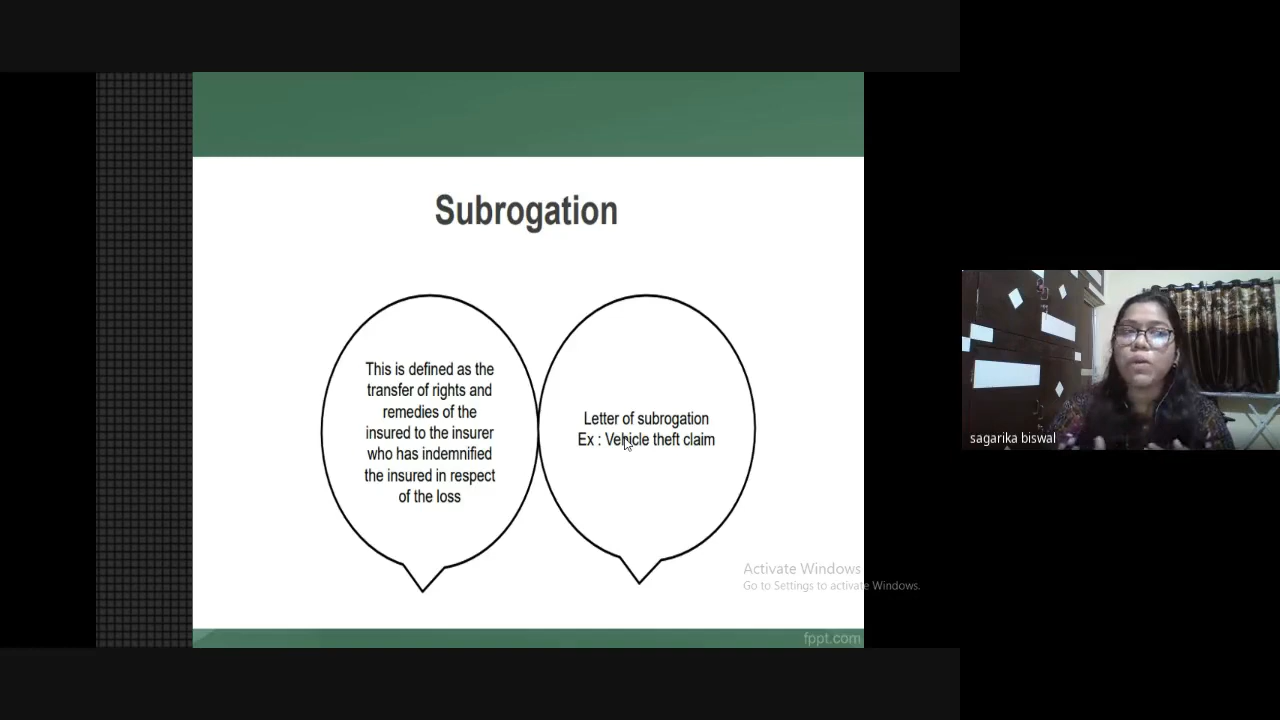 Subrogation
This is defined as the
transfer of rights and
remedies of the
insured to the insurer
who has indemnified
the insured in respect
of the loss
Letter of subrogation
Ex : Vehicle theft claim
Activate Windows
Go to Settings to activate Windows.
fppt.com
sagarika biswal